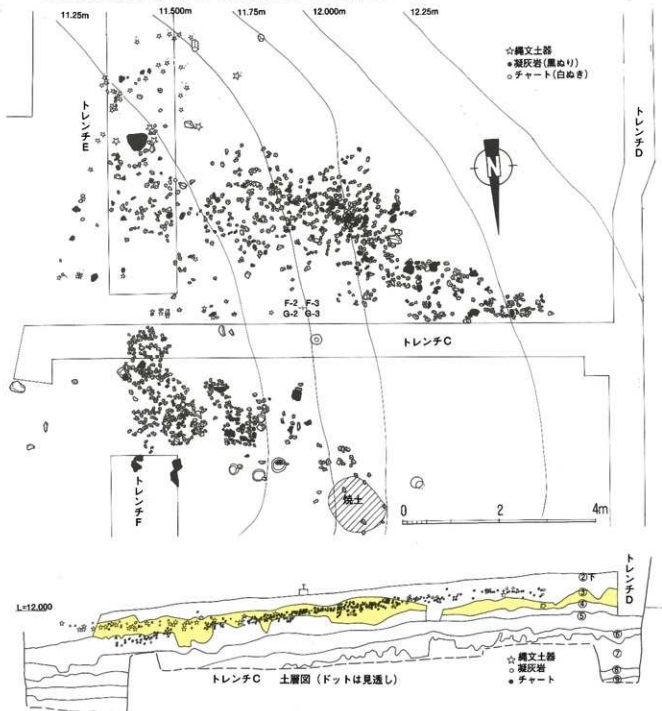 11.25m 11.500m 11.75m 12.000m 12.25m
☆縄文土器
●凝灰岩(黒ぬり)
○チャート(白ぬき)
トレンチE
トレンチD
N
F-2 F-3
G-2 G-3
トレンチC
トレンチF
焼土
0 2 4m
トレンチD
L=12.000
②下
③
④
⑤
⑥
⑦
⑧
⑨
☆縄文土器
○凝灰岩
●チャート
トレンチC 土層図(ドットは見透し)